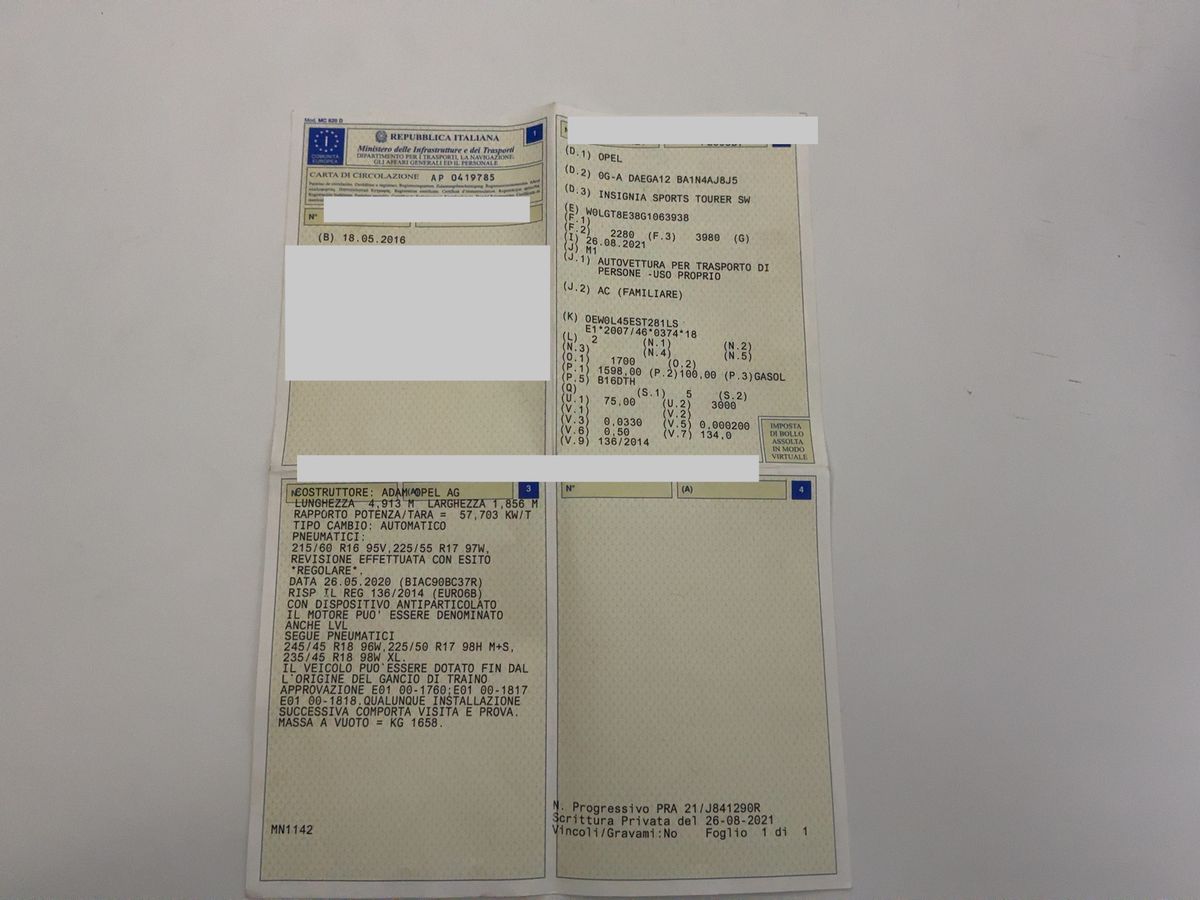 Mod. MC 820 D
1
COMUNITÀ
EUROPEA
REPUBBLICA ITALIANA
Ministero delle Infrastrutture e dei Trasporti
DIPARTIMENTO PER I TRASPORTI, LA NAVIGAZIONE,
GLI AFFARI GENERALI ED IL PERSONALE
CARTA DI CIRCOLAZIONE AP 0419785
N°
(B) 18.05.2016
(D.1) OPEL
(D.2) 0G-A DAEGA12 BA1N4AJ8J5
(D.3) INSIGNIA SPORTS TOURER SW
(E) W0LGT8E38G1063938
(F.1)
(F.2) 2280 (F.3) 3980 (G)
(I) 26.08.2021
(J) M1
(J.1) AUTOVETTURA PER TRASPORTO DI
PERSONE -USO PROPRIO
(J.2) AC (FAMILIARE)
(K) OEW0L45EST281LS
E1*2007/46*0374*18
(L) 2 (N.1) (N.2)
(N.3) (N.4) (N.5)
(O.1) 1700 (O.2)
(P.1) 1598,00 (P.2)100,00 (P.3)GASOL
(P.5) B16DTH
(Q) (S.1) 5 (S.2)
(U.1) 75,00 (U.2) 3000
(V.1) (V.2)
(V.3) 0,0330 (V.5) 0,000200
(V.6) 0,50 (V.7) 134,0
(V.9) 136/2014
IMPOSTA
DI BOLLO
ASSOLTA
IN MODO
VIRTUALE
N° (A) 3
COSTRUTTORE: ADAM OPEL AG
LUNGHEZZA 4,913 M LARGHEZZA 1,856 M
RAPPORTO POTENZA/TARA = 57,703 KW/T
TIPO CAMBIO: AUTOMATICO
PNEUMATICI:
215/60 R16 95V,225/55 R17 97W,
REVISIONE EFFETTUATA CON ESITO
*REGOLARE*.
DATA 26.05.2020 (BIAC90BC37R)
RISP IL REG 136/2014 (EURO6B)
CON DISPOSITIVO ANTIPARTICOLATO
IL MOTORE PUO' ESSERE DENOMINATO
ANCHE LVL
SEGUE PNEUMATICI
245/45 R18 96W,225/50 R17 98H M+S,
235/45 R18 98W XL.
IL VEICOLO PUO'ESSERE DOTATO FIN DAL
L'ORIGINE DEL GANCIO DI TRAINO
APPROVAZIONE E01 00-1760;E01 00-1817
E01 00-1818.QUALUNQUE INSTALLAZIONE
SUCCESSIVA COMPORTA VISITA E PROVA.
MASSA A VUOTO = KG 1658.
MN1142
N° (A) 4
N. Progressivo PRA 21/J841290R
Scrittura Privata del 26-08-2021
Vincoli/Gravami:No Foglio 1 di 1